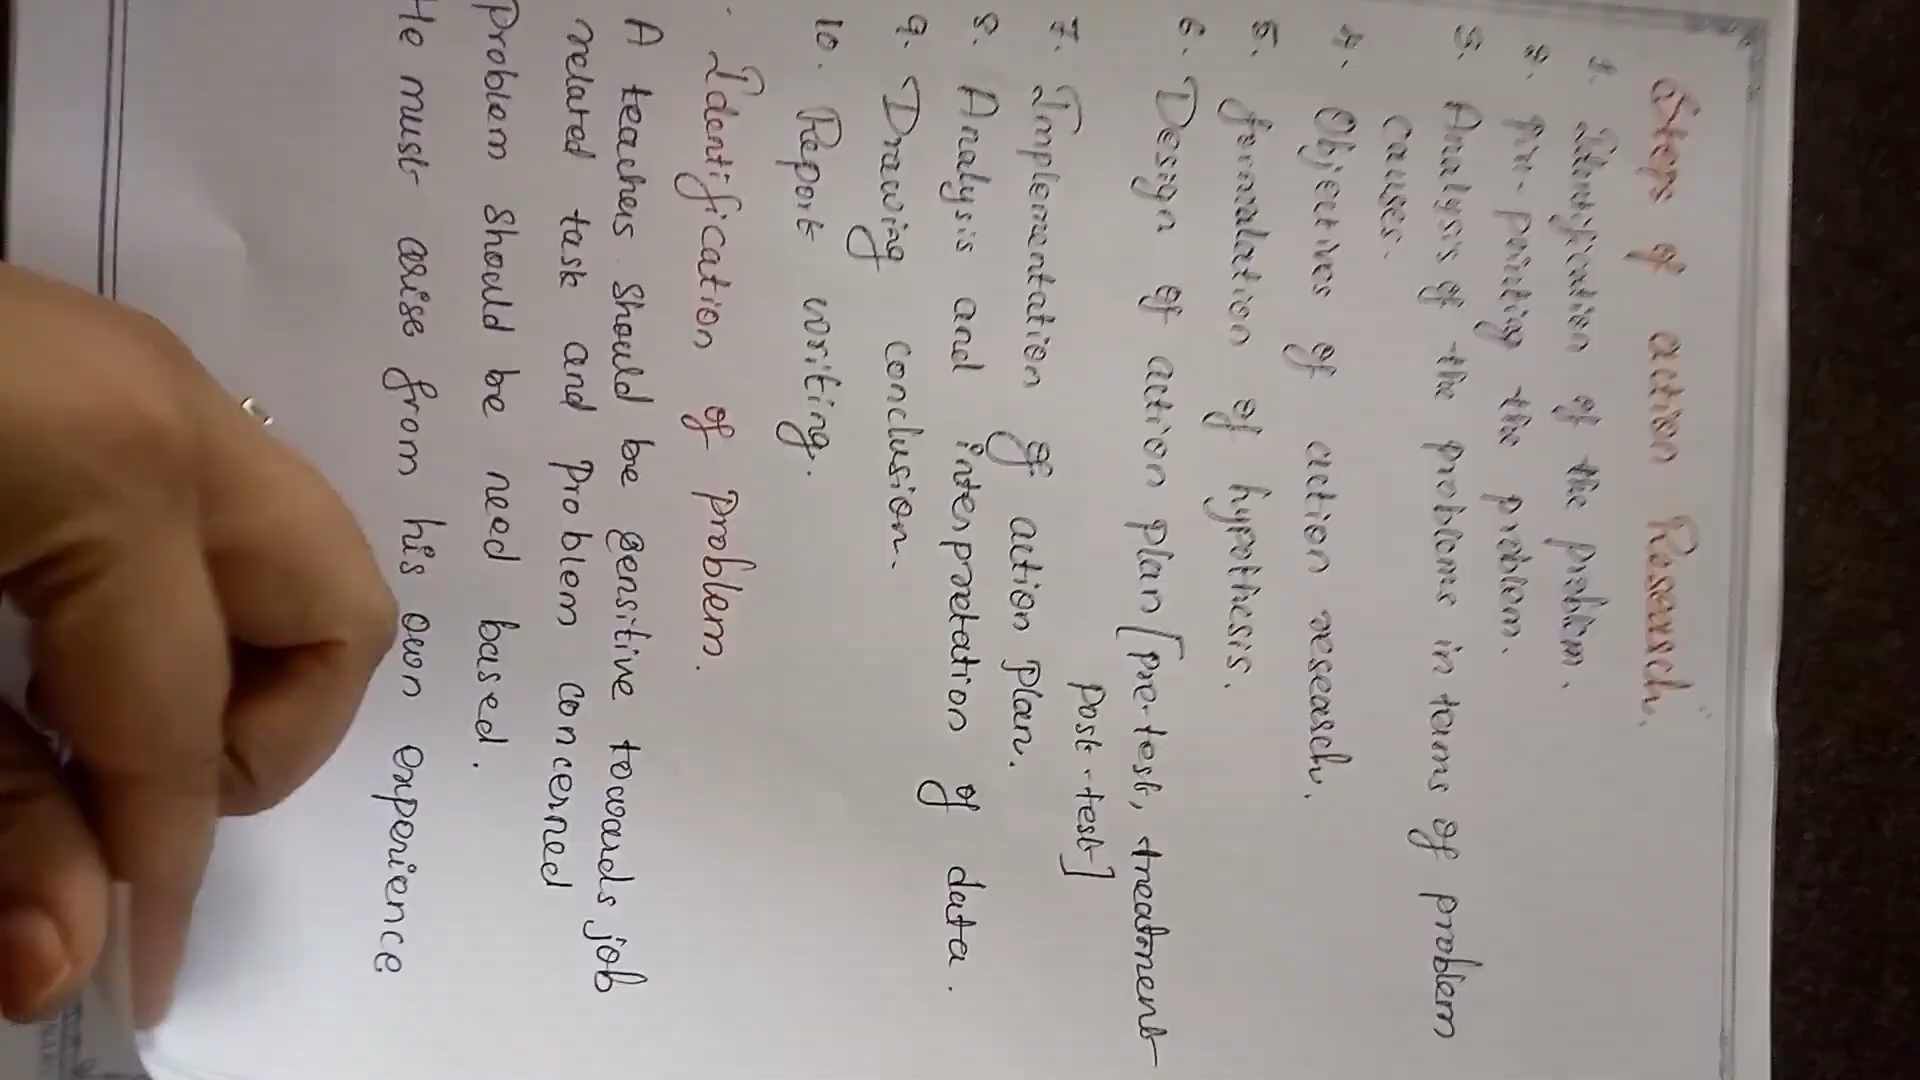 Steps of action Research.
1. Identification of the problem.
2. Pin-pointing the problem.
3. Analysis of the problems in terms of problem
causes.
4. Objectives of action research.
5. formulation of hypothesis.
6. Design of action plan [pre-test, treatment
post-test]
7. Implementation of action plan.
8. Analysis and interpretation of data.
9. Drawing conclusion.
10. Report writing.
Identification of Problem.
A teacher should be sensitive towards job
related task and problem concerned
Problem should be need based.
He must arise from his own experience